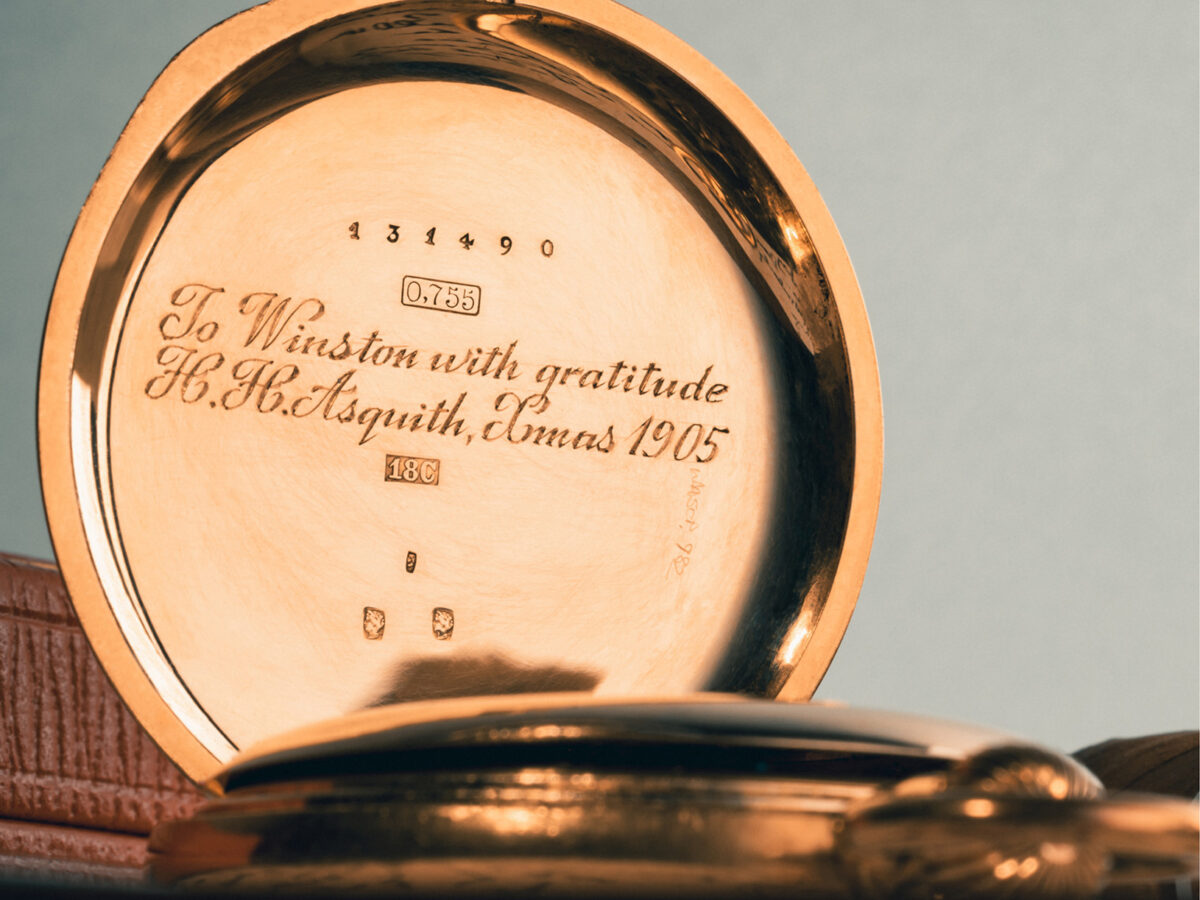 131490
0,755
To Winston with gratitude
H.H.Asquith, Xmas 1905
18C